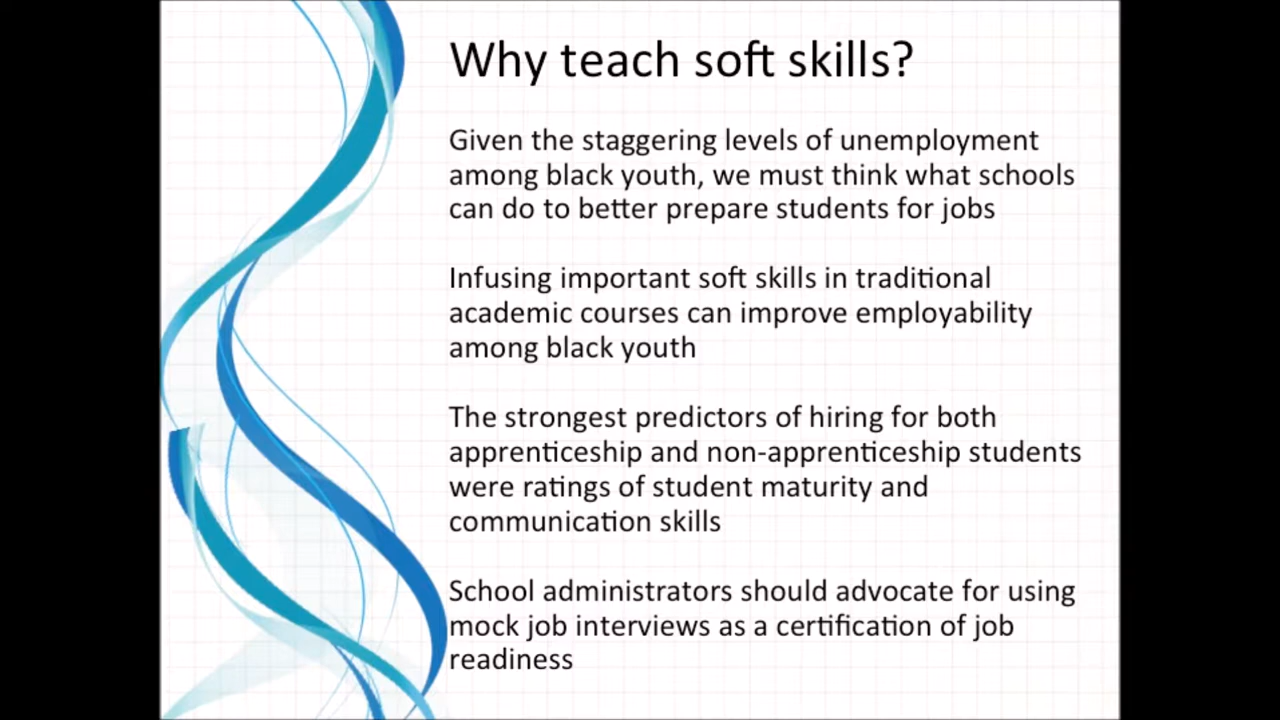 Why teach soft skills?
Given the staggering levels of unemployment
among black youth, we must think what schools
can do to better prepare students for jobs
Infusing important soft skills in traditional
academic courses can improve employability
among black youth
The strongest predictors of hiring for both
apprenticeship and non-apprenticeship students
were ratings of student maturity and
communication skills
School administrators should advocate for using
mock job interviews as a certification of job
readiness